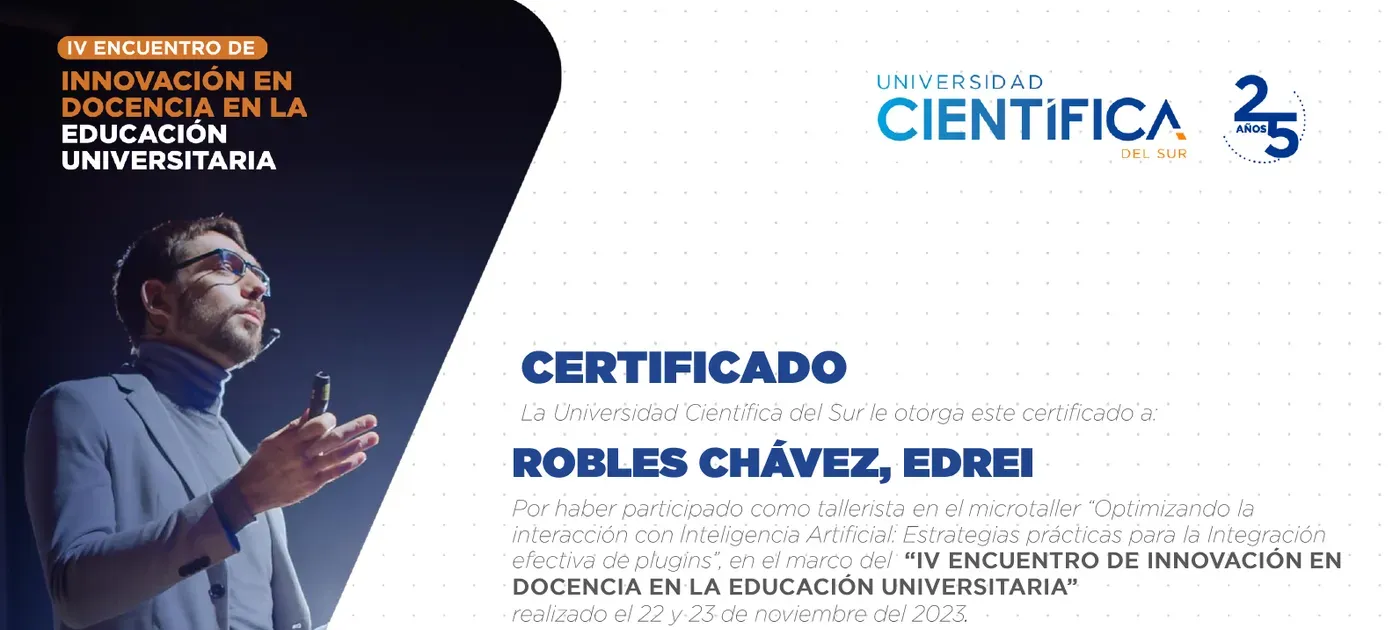 IV ENCUENTRO DE
INNOVACIÓN EN
DOCENCIA EN LA
EDUCACIÓN
UNIVERSITARIA
UNIVERSIDAD
CIENTÍFICA
DEL SUR
25
AÑOS
CERTIFICADO
La Universidad Científica del Sur le otorga este certificado a:
ROBLES CHÁVEZ, EDREI
Por haber participado como tallerista en el microtaller “Optimizando la
interacción con Inteligencia Artificial: Estrategias prácticas para la Integración
efectiva de plugins”, en el marco del “IV ENCUENTRO DE INNOVACIÓN EN
DOCENCIA EN LA EDUCACIÓN UNIVERSITARIA”
realizado el 22 y 23 de noviembre del 2023.